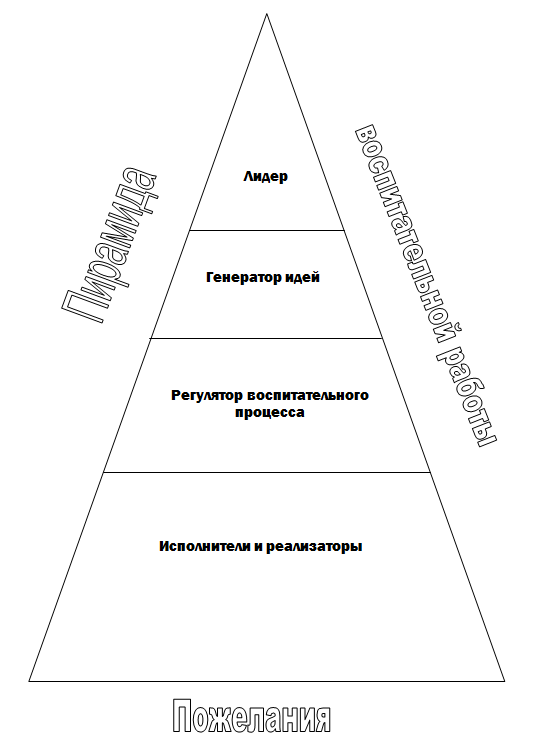 Пирамида
воспитательной работы
Лидер
Генератор идей
Регулятор воспитательного
процесса
Исполнители и реализаторы
Пожелания